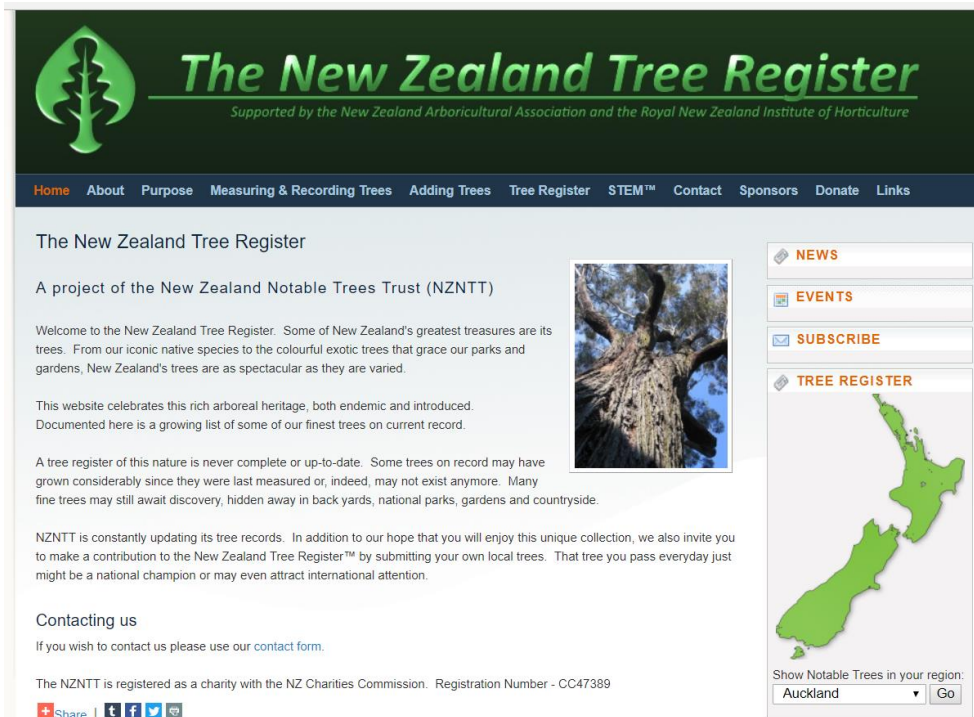 The New Zealand Tree Register
Supported by the New Zealand Arboricultural Association and the Royal New Zealand Institute of Horticulture
Home About Purpose Measuring & Recording Trees Adding Trees Tree Register STEM™ Contact Sponsors Donate Links
The New Zealand Tree Register
A project of the New Zealand Notable Trees Trust (NZNTT)
Welcome to the New Zealand Tree Register. Some of New Zealand's greatest treasures are its
trees. From our iconic native species to the colourful exotic trees that grace our parks and
gardens, New Zealand's trees are as spectacular as they are varied.
This website celebrates this rich arboreal heritage, both endemic and introduced.
Documented here is a growing list of some of our finest trees on current record.
A tree register of this nature is never complete or up-to-date. Some trees on record may have
grown considerably since they were last measured or, indeed, may not exist anymore. Many
fine trees may still await discovery, hidden away in back yards, national parks, gardens and countryside.
NZNTT is constantly updating its tree records. In addition to our hope that you will enjoy this unique collection, we also invite you
to make a contribution to the New Zealand Tree Register™ by submitting your own local trees. That tree you pass everyday just
might be a national champion or may even attract international attention.
Contacting us
If you wish to contact us please use our contact form.
The NZNTT is registered as a charity with the NZ Charities Commission. Registration Number - CC47389
Share |
NEWS
EVENTS
SUBSCRIBE
TREE REGISTER
Show Notable Trees in your region:
Auckland Go